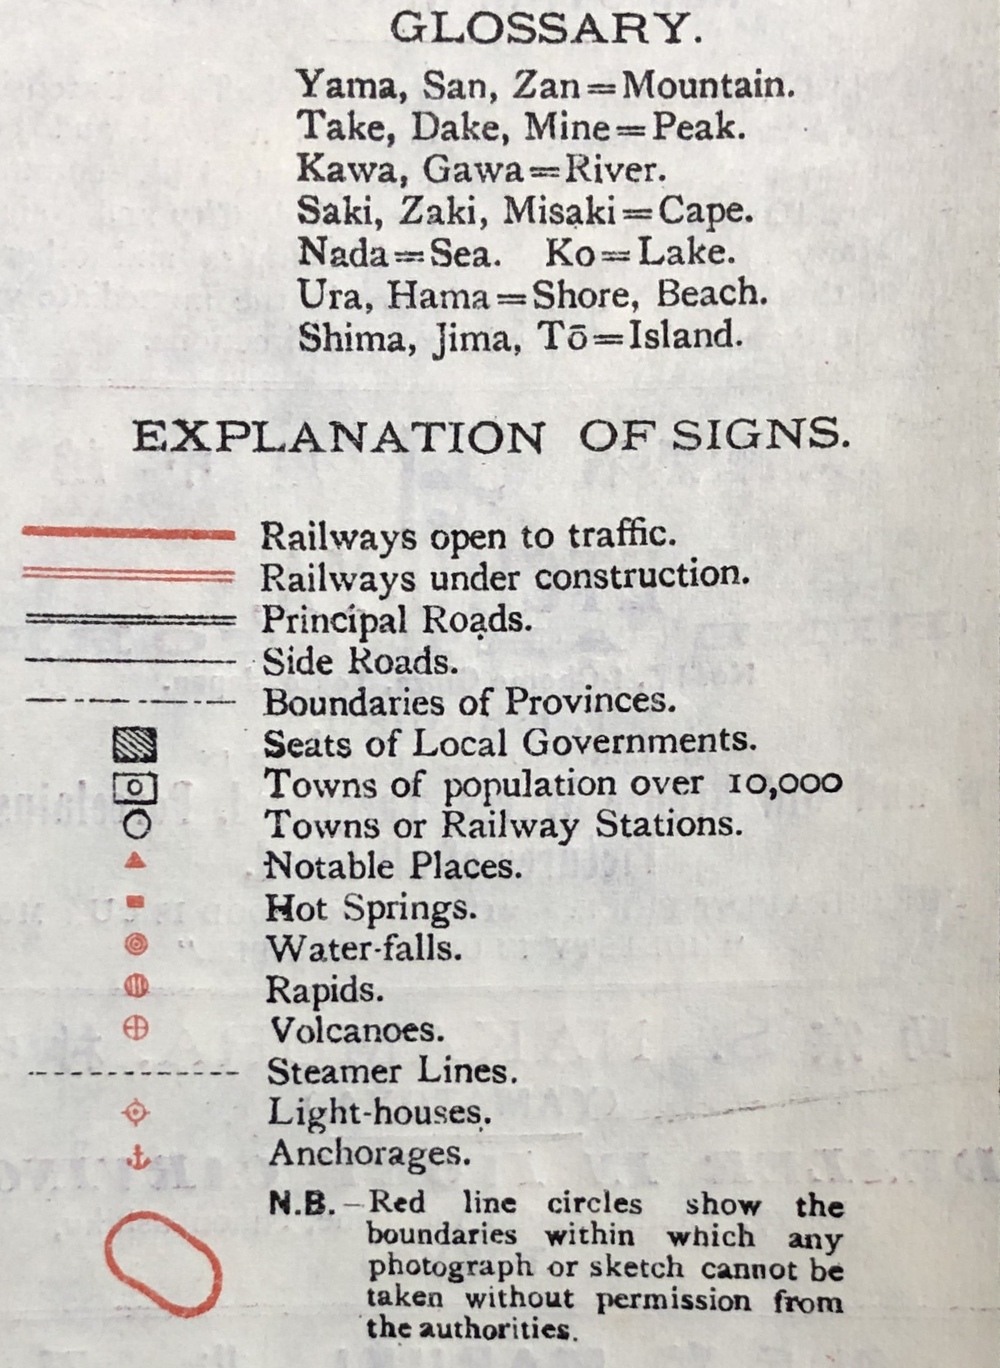 GLOSSARY.
Yama, San, Zan=Mountain.
Take, Dake, Mine=Peak.
Kawa, Gawa=River.
Saki, Zaki, Misaki=Cape.
Nada=Sea. Ko=Lake.
Ura, Hama=Shore, Beach.
Shima, Jima, Tō=Island.
EXPLANATION OF SIGNS.
Railways open to traffic.
Railways under construction.
Principal Roads.
Side Roads.
Boundaries of Provinces.
Seats of Local Governments.
Towns of population over 10,000
Towns or Railway Stations.
Notable Places.
Hot Springs.
Water-falls.
Rapids.
Volcanoes.
Steamer Lines.
Light-houses.
Anchorages.
N.B.—Red line circles show the
boundaries within which any
photograph or sketch cannot be
taken without permission from
the authorities.